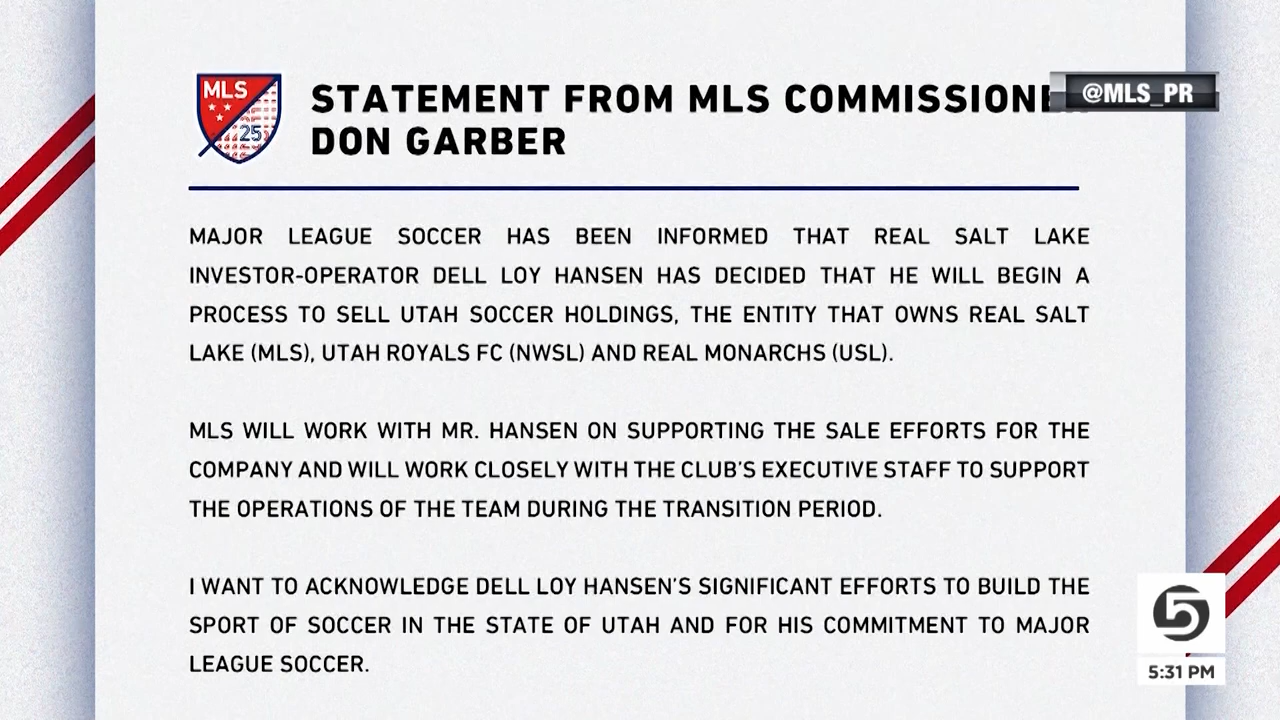 MLS
25
STATEMENT FROM MLS COMMISSIONE
@MLS_PR
DON GARBER
MAJOR LEAGUE SOCCER HAS BEEN INFORMED THAT REAL SALT LAKE
INVESTOR-OPERATOR DELL LOY HANSEN HAS DECIDED THAT HE WILL BEGIN A
PROCESS TO SELL UTAH SOCCER HOLDINGS, THE ENTITY THAT OWNS REAL SALT
LAKE (MLS), UTAH ROYALS FC (NWSL) AND REAL MONARCHS (USL).
MLS WILL WORK WITH MR. HANSEN ON SUPPORTING THE SALE EFFORTS FOR THE
COMPANY AND WILL WORK CLOSELY WITH THE CLUB'S EXECUTIVE STAFF TO SUPPORT
THE OPERATIONS OF THE TEAM DURING THE TRANSITION PERIOD.
I WANT TO ACKNOWLEDGE DELL LOY HANSEN'S SIGNIFICANT EFFORTS TO BUILD THE
SPORT OF SOCCER IN THE STATE OF UTAH AND FOR HIS COMMITMENT TO MAJOR
LEAGUE SOCCER.
5
5:31 PM